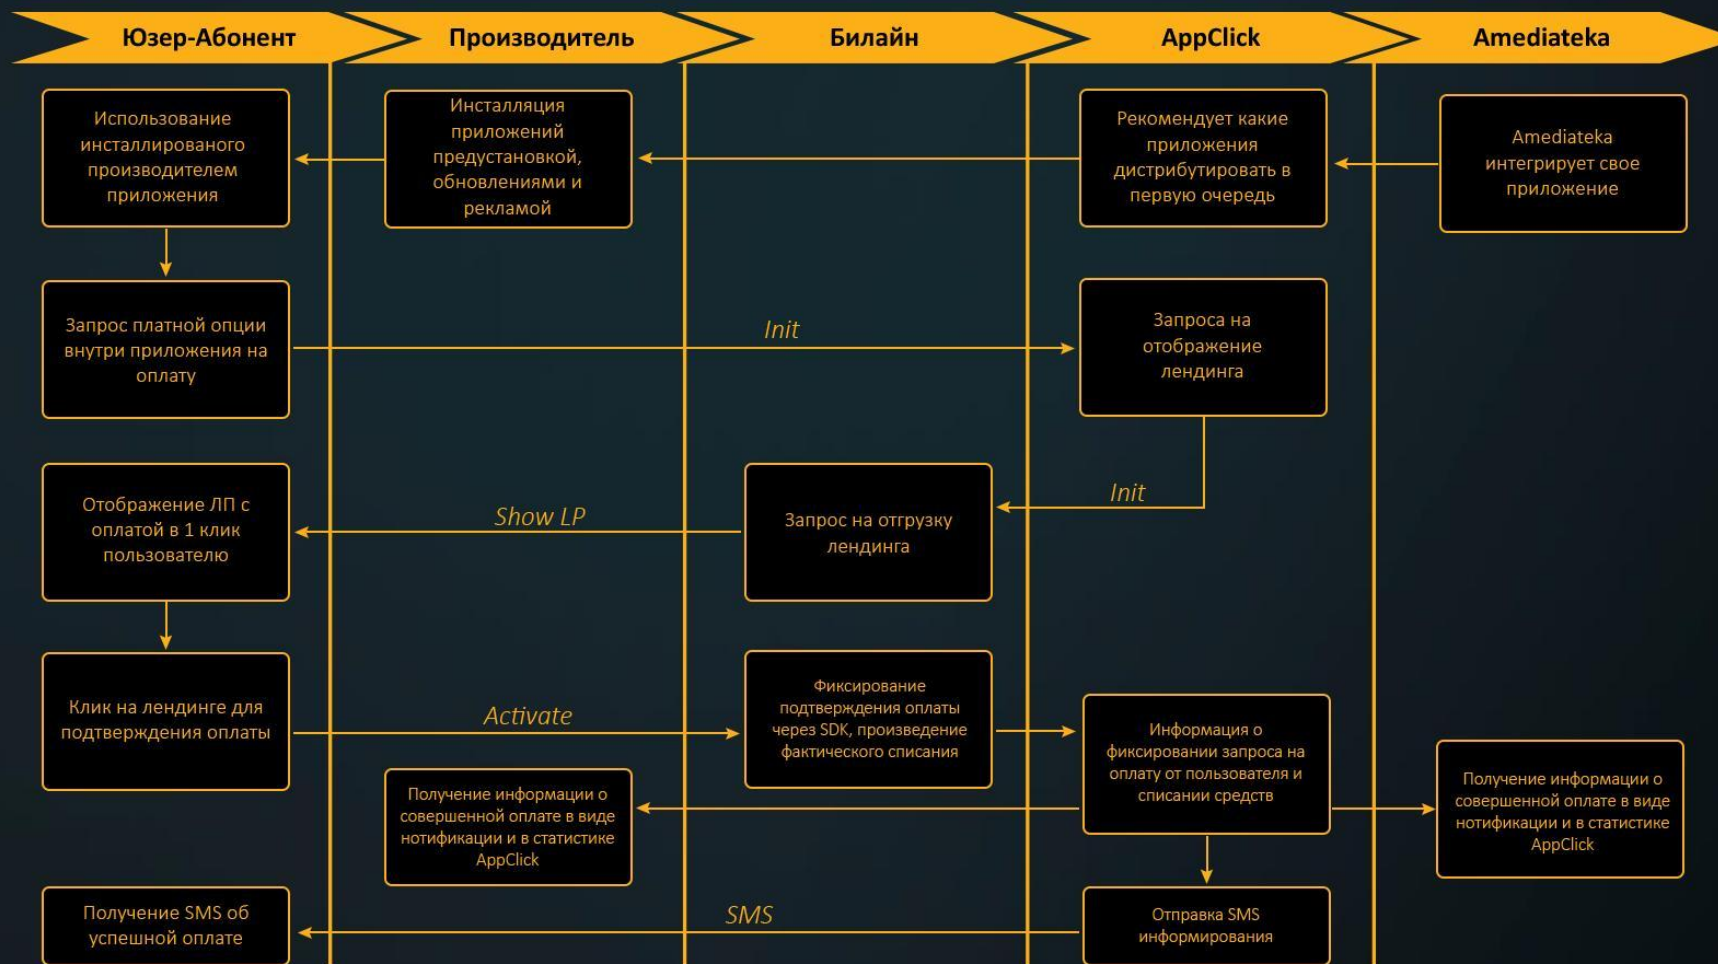 Юзер-Абонент
Производитель
Билайн
AppClick
Amediateka
Использование
инсталлированого
производителем
приложения
Инсталляция
приложений
предустановкой,
обновлениями и
рекламой
Рекомендует какие
приложения
дистрибутировать в
первую очередь
Amediateka
интегрирует свое
приложение
Запрос платной опции
внутри приложения на
оплату
Init
Запроса на
отображение
лендинга
Отображение ЛП с
оплатой в 1 клик
пользователю
Show LP
Запрос на отгрузку
лендинга
Init
Клик на лендинге для
подтверждения оплаты
Activate
Фиксирование
подтверждения оплаты
через SDK, произведение
фактического списания
Информация о
фиксировании запроса на
оплату от пользователя и
списании средств
Получение информации о
совершенной оплате в виде
нотификации и в статистике
AppClick
Получение информации о
совершенной оплате в виде
нотификации и в статистике
AppClick
Получение SMS об
успешной оплате
SMS
Отправка SMS
информирования